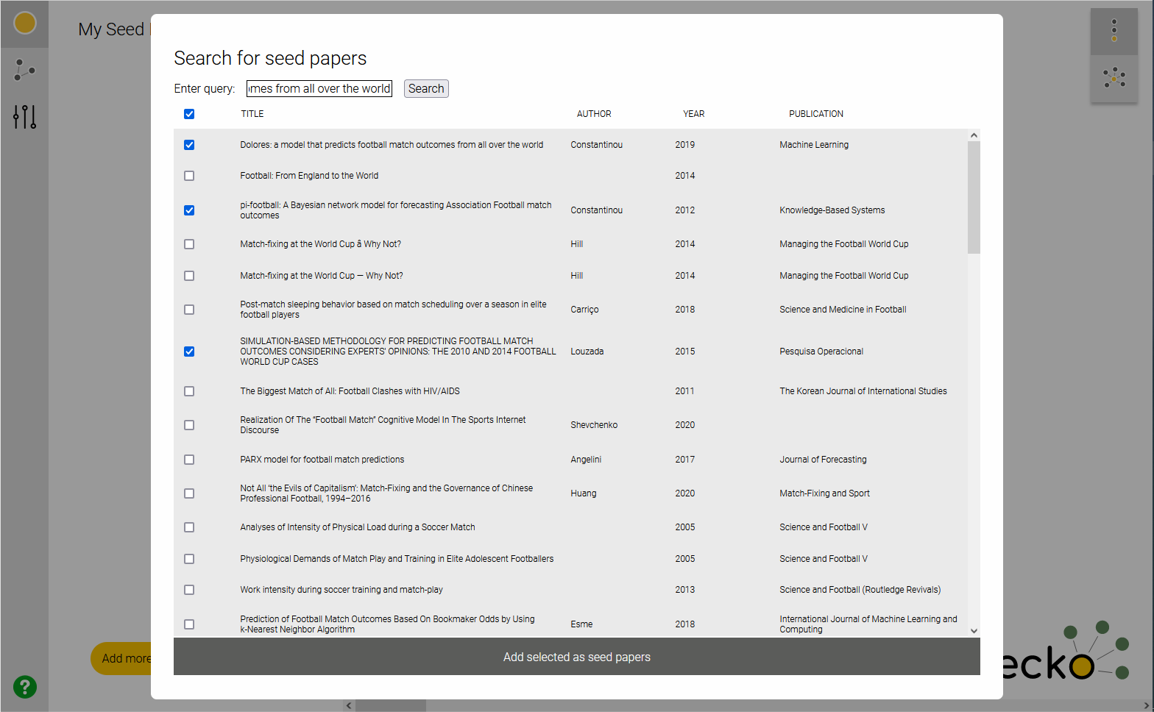 My Seed
Search for seed papers
Enter query:
mes from all over the world
Search
TITLE AUTHOR YEAR PUBLICATION
Dolores: a model that predicts football match outcomes from all over the world Constantinou 2019 Machine Learning
Football: From England to the World 2014
pi-football: A Bayesian network model for forecasting Association Football match
outcomes Constantinou 2012 Knowledge-Based Systems
Match-fixing at the World Cup â Why Not? Hill 2014 Managing the Football World Cup
Match-fixing at the World Cup — Why Not? Hill 2014 Managing the Football World Cup
Post-match sleeping behavior based on match scheduling over a season in elite
football players Carriço 2018 Science and Medicine in Football
SIMULATION-BASED METHODOLOGY FOR PREDICTING FOOTBALL MATCH
OUTCOMES CONSIDERING EXPERTS' OPINIONS: THE 2010 AND 2014 FOOTBALL
WORLD CUP CASES Louzada 2015 Pesquisa Operacional
The Biggest Match of All: Football Clashes with HIV/AIDS 2011 The Korean Journal of International Studies
Realization Of The "Football Match" Cognitive Model In The Sports Internet
Discourse Shevchenko 2020
PARX model for football match predictions Angelini 2017 Journal of Forecasting
Not All 'the Evils of Capitalism': Match-Fixing and the Governance of Chinese
Professional Football, 1994–2016 Huang 2020 Match-Fixing and Sport
Analyses of Intensity of Physical Load during a Soccer Match 2005 Science and Football V
Physiological Demands of Match Play and Training in Elite Adolescent Footballers 2005 Science and Football V
Work intensity during soccer training and match-play 2013 Science and Football (Routledge Revivals)
Prediction of Football Match Outcomes Based On Bookmaker Odds by Using
k-Nearest Neighbor Algorithm Esme 2018 International Journal of Machine Learning and
Computing
Add selected as seed papers
Add more
ecko
?